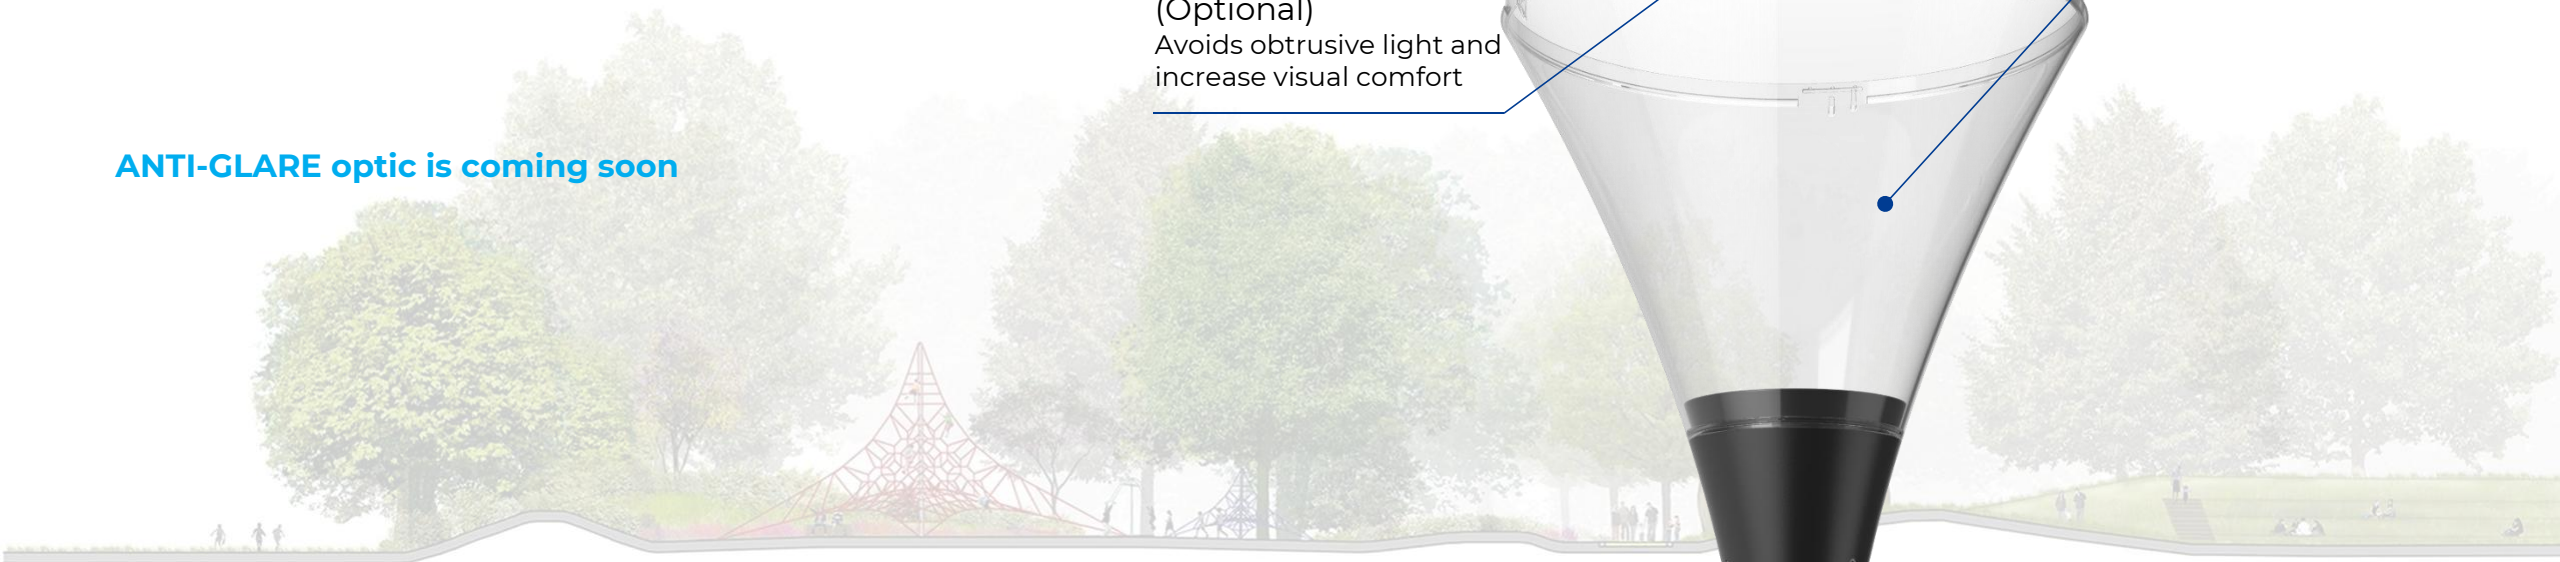 (Optional)
Avoids obtrusive light and
increase visual comfort
ANTI-GLARE optic is coming soon